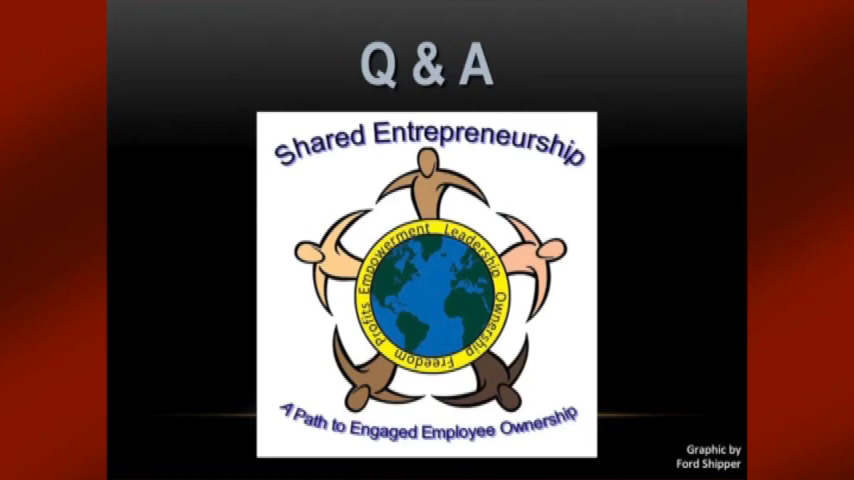 Q & A
Shared Entrepreneurship
Empowerment Leadership Ownership Freedom Profits
A Path to Engaged Employee Ownership
Graphic by
Ford Shipper